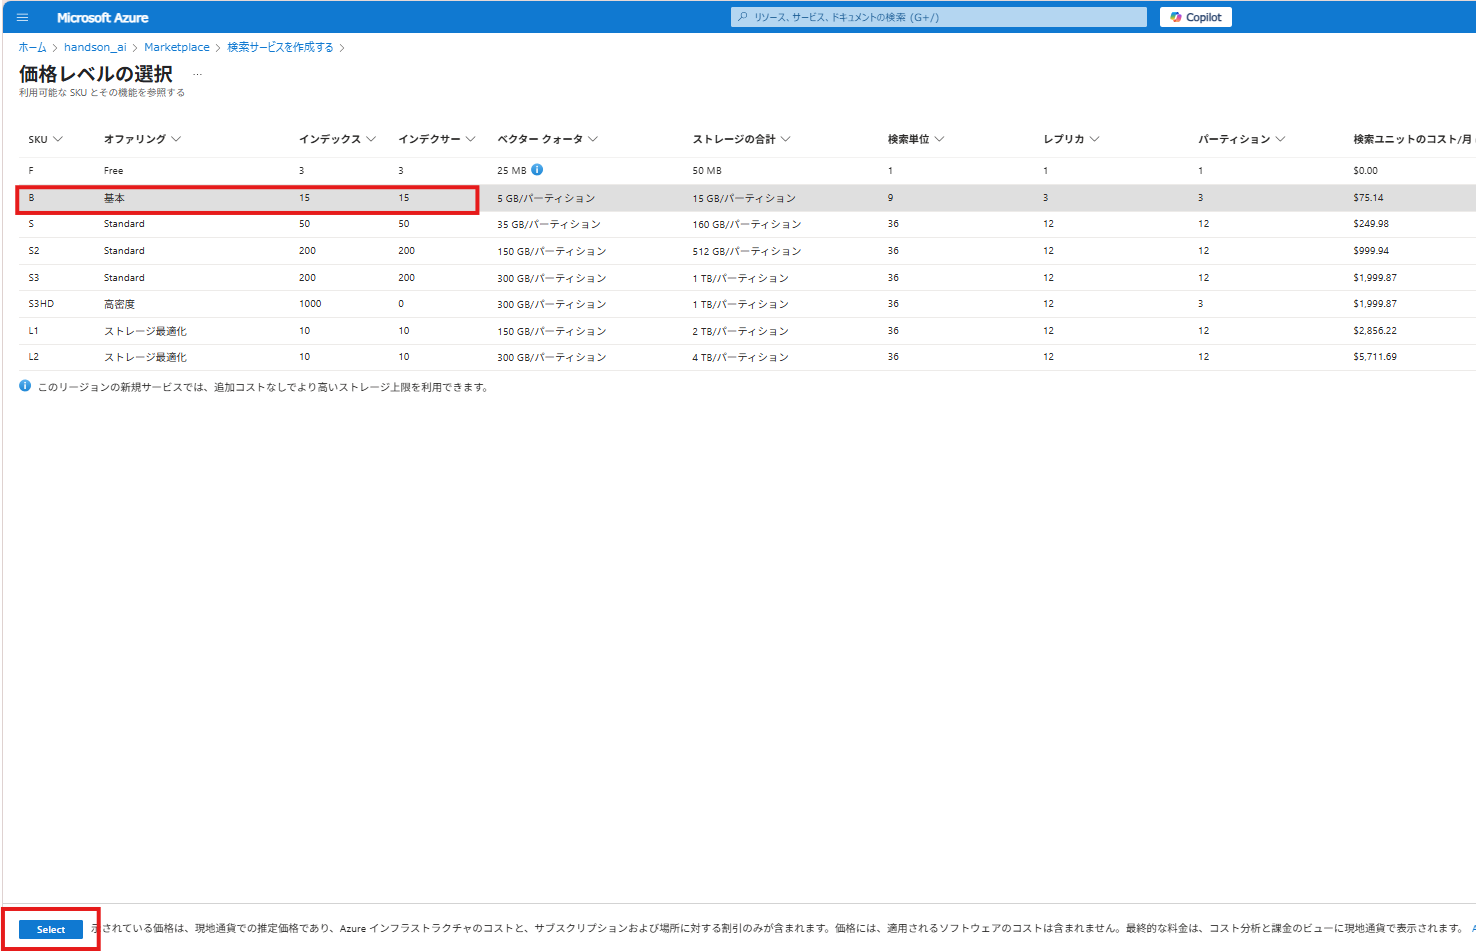 Microsoft Azure
リソース、サービス、ドキュメントの検索 (G+/)
Copilot
ホーム > handson_ai > Marketplace > 検索サービスを作成する >
価格レベルの選択 ...
利用可能な SKU とその機能を参照する
SKU オファリング インデックス インデクサー ベクター クォータ ストレージの合計 検索単位 レプリカ パーティション 検索ユニットのコスト/月
F Free 3 3 25 MB 50 MB 1 1 1 $0.00
B 基本 15 15 5 GB/パーティション 15 GB/パーティション 9 3 3 $75.14
S Standard 50 50 35 GB/パーティション 160 GB/パーティション 36 12 12 $249.98
S2 Standard 200 200 150 GB/パーティション 512 GB/パーティション 36 12 12 $999.94
S3 Standard 200 200 300 GB/パーティション 1 TB/パーティション 36 12 12 $1,999.87
S3HD 高密度 1000 0 300 GB/パーティション 1 TB/パーティション 36 12 3 $1,999.87
L1 ストレージ最適化 10 10 150 GB/パーティション 2 TB/パーティション 36 12 12 $2,856.22
L2 ストレージ最適化 10 10 300 GB/パーティション 4 TB/パーティション 36 12 12 $5,711.69
このリージョンの新規サービスでは、追加コストなしでより高いストレージ上限を利用できます。
Select
示されている価格は、現地通貨での推定価格であり、Azure インフラストラクチャのコストと、サブスクリプションおよび場所に対する割引のみが含まれます。価格には、適用されるソフトウェアのコストは含まれません。最終的な料金は、コスト分析と課金のビューに現地通貨で表示されます。